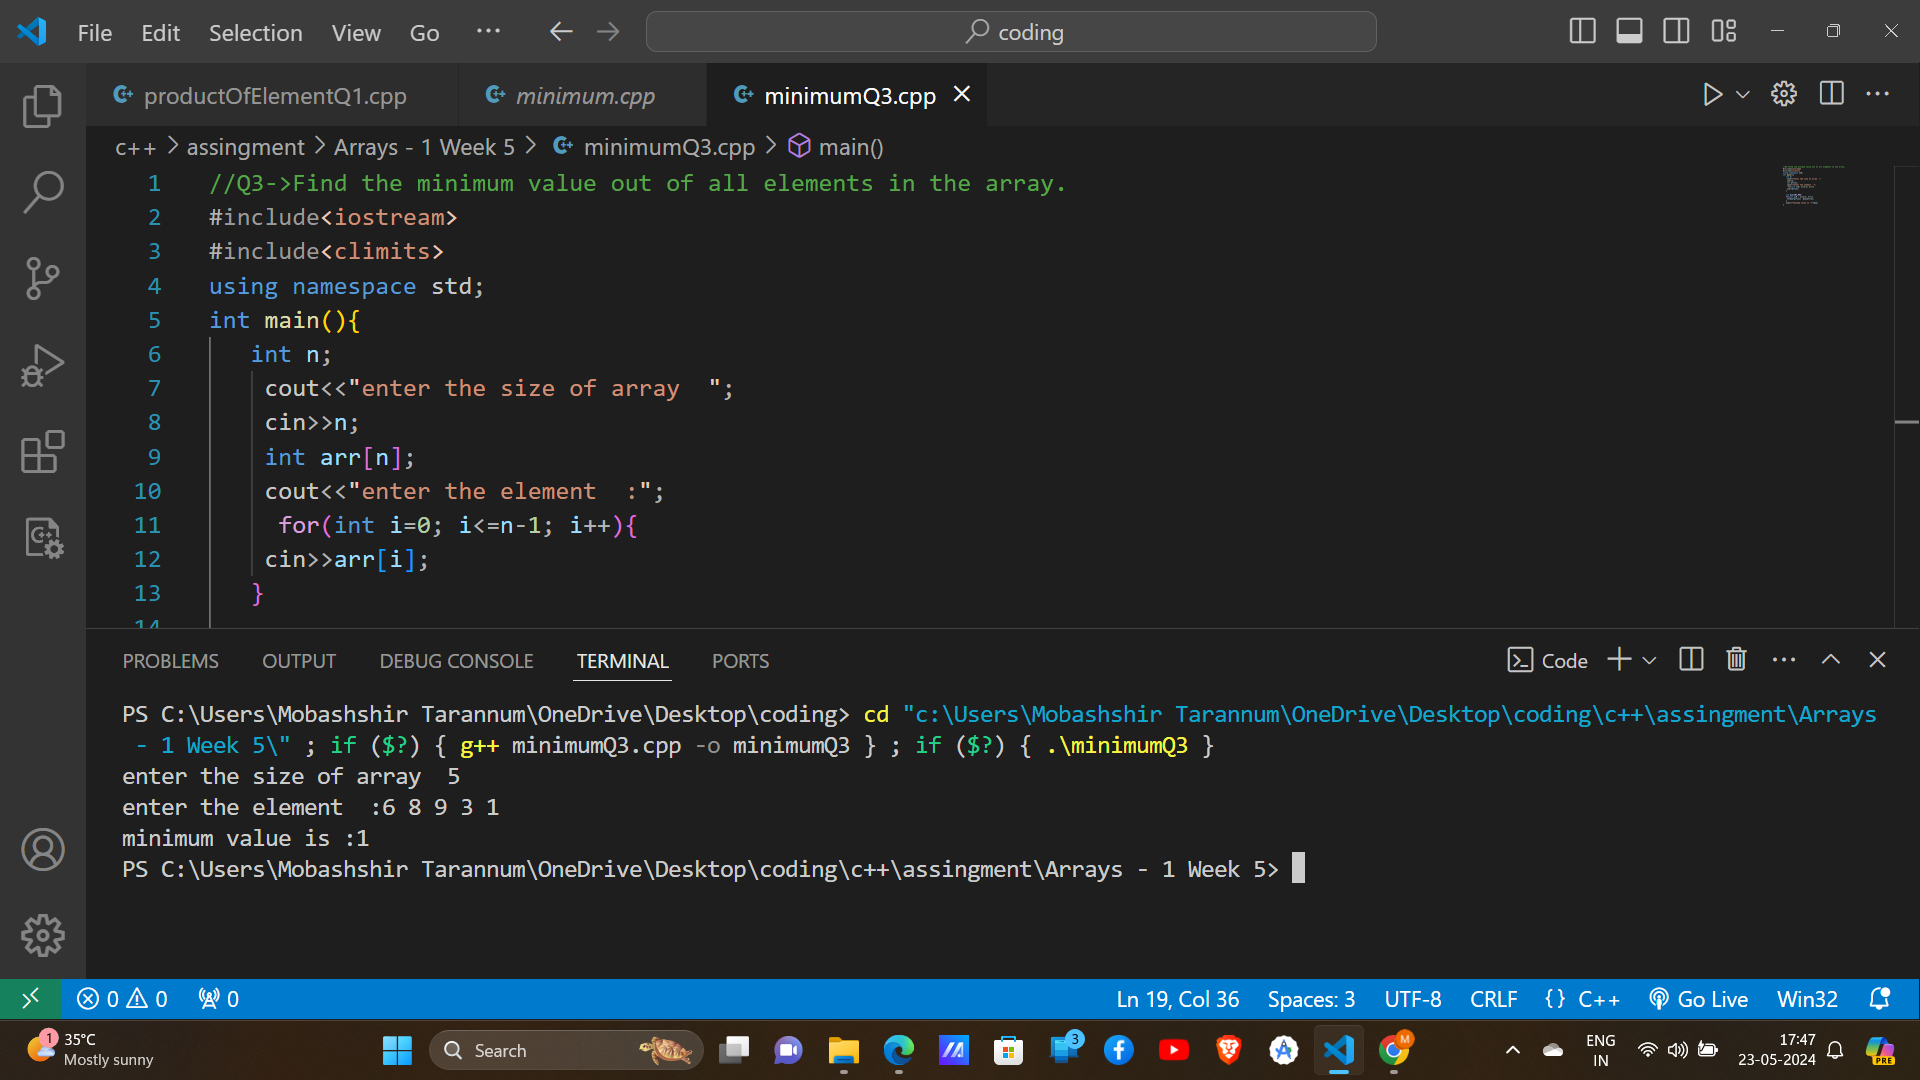 File Edit Selection View Go ··· coding
productOfElementQ1.cpp minimum.cpp minimumQ3.cpp
c++ > assingment > Arrays - 1 Week 5 > minimumQ3.cpp > main()
1 //Q3->Find the minimum value out of all elements in the array.
2 #include<iostream>
3 #include<climits>
4 using namespace std;
5 int main(){
6 int n;
7 cout<<"enter the size of array  ";
8 cin>>n;
9 int arr[n];
10 cout<<"enter the element  :";
11 for(int i=0; i<=n-1; i++){
12 cin>>arr[i];
13 }
14
PROBLEMS OUTPUT DEBUG CONSOLE TERMINAL PORTS Code
PS C:\Users\Mobashshir Tarannum\OneDrive\Desktop\coding> cd "c:\Users\Mobashshir Tarannum\OneDrive\Desktop\coding\c++\assingment\Arrays
- 1 Week 5\" ; if ($?) { g++ minimumQ3.cpp -o minimumQ3 } ; if ($?) { .\minimumQ3 }
enter the size of array  5
enter the element  :6 8 9 3 1
minimum value is :1
PS C:\Users\Mobashshir Tarannum\OneDrive\Desktop\coding\c++\assingment\Arrays - 1 Week 5>
0 0 0 Ln 19, Col 36 Spaces: 3 UTF-8 CRLF {} C++ Go Live Win32
1 35°C
Mostly sunny
Search
3
M
ENG
IN
17:47
23-05-2024
PRE